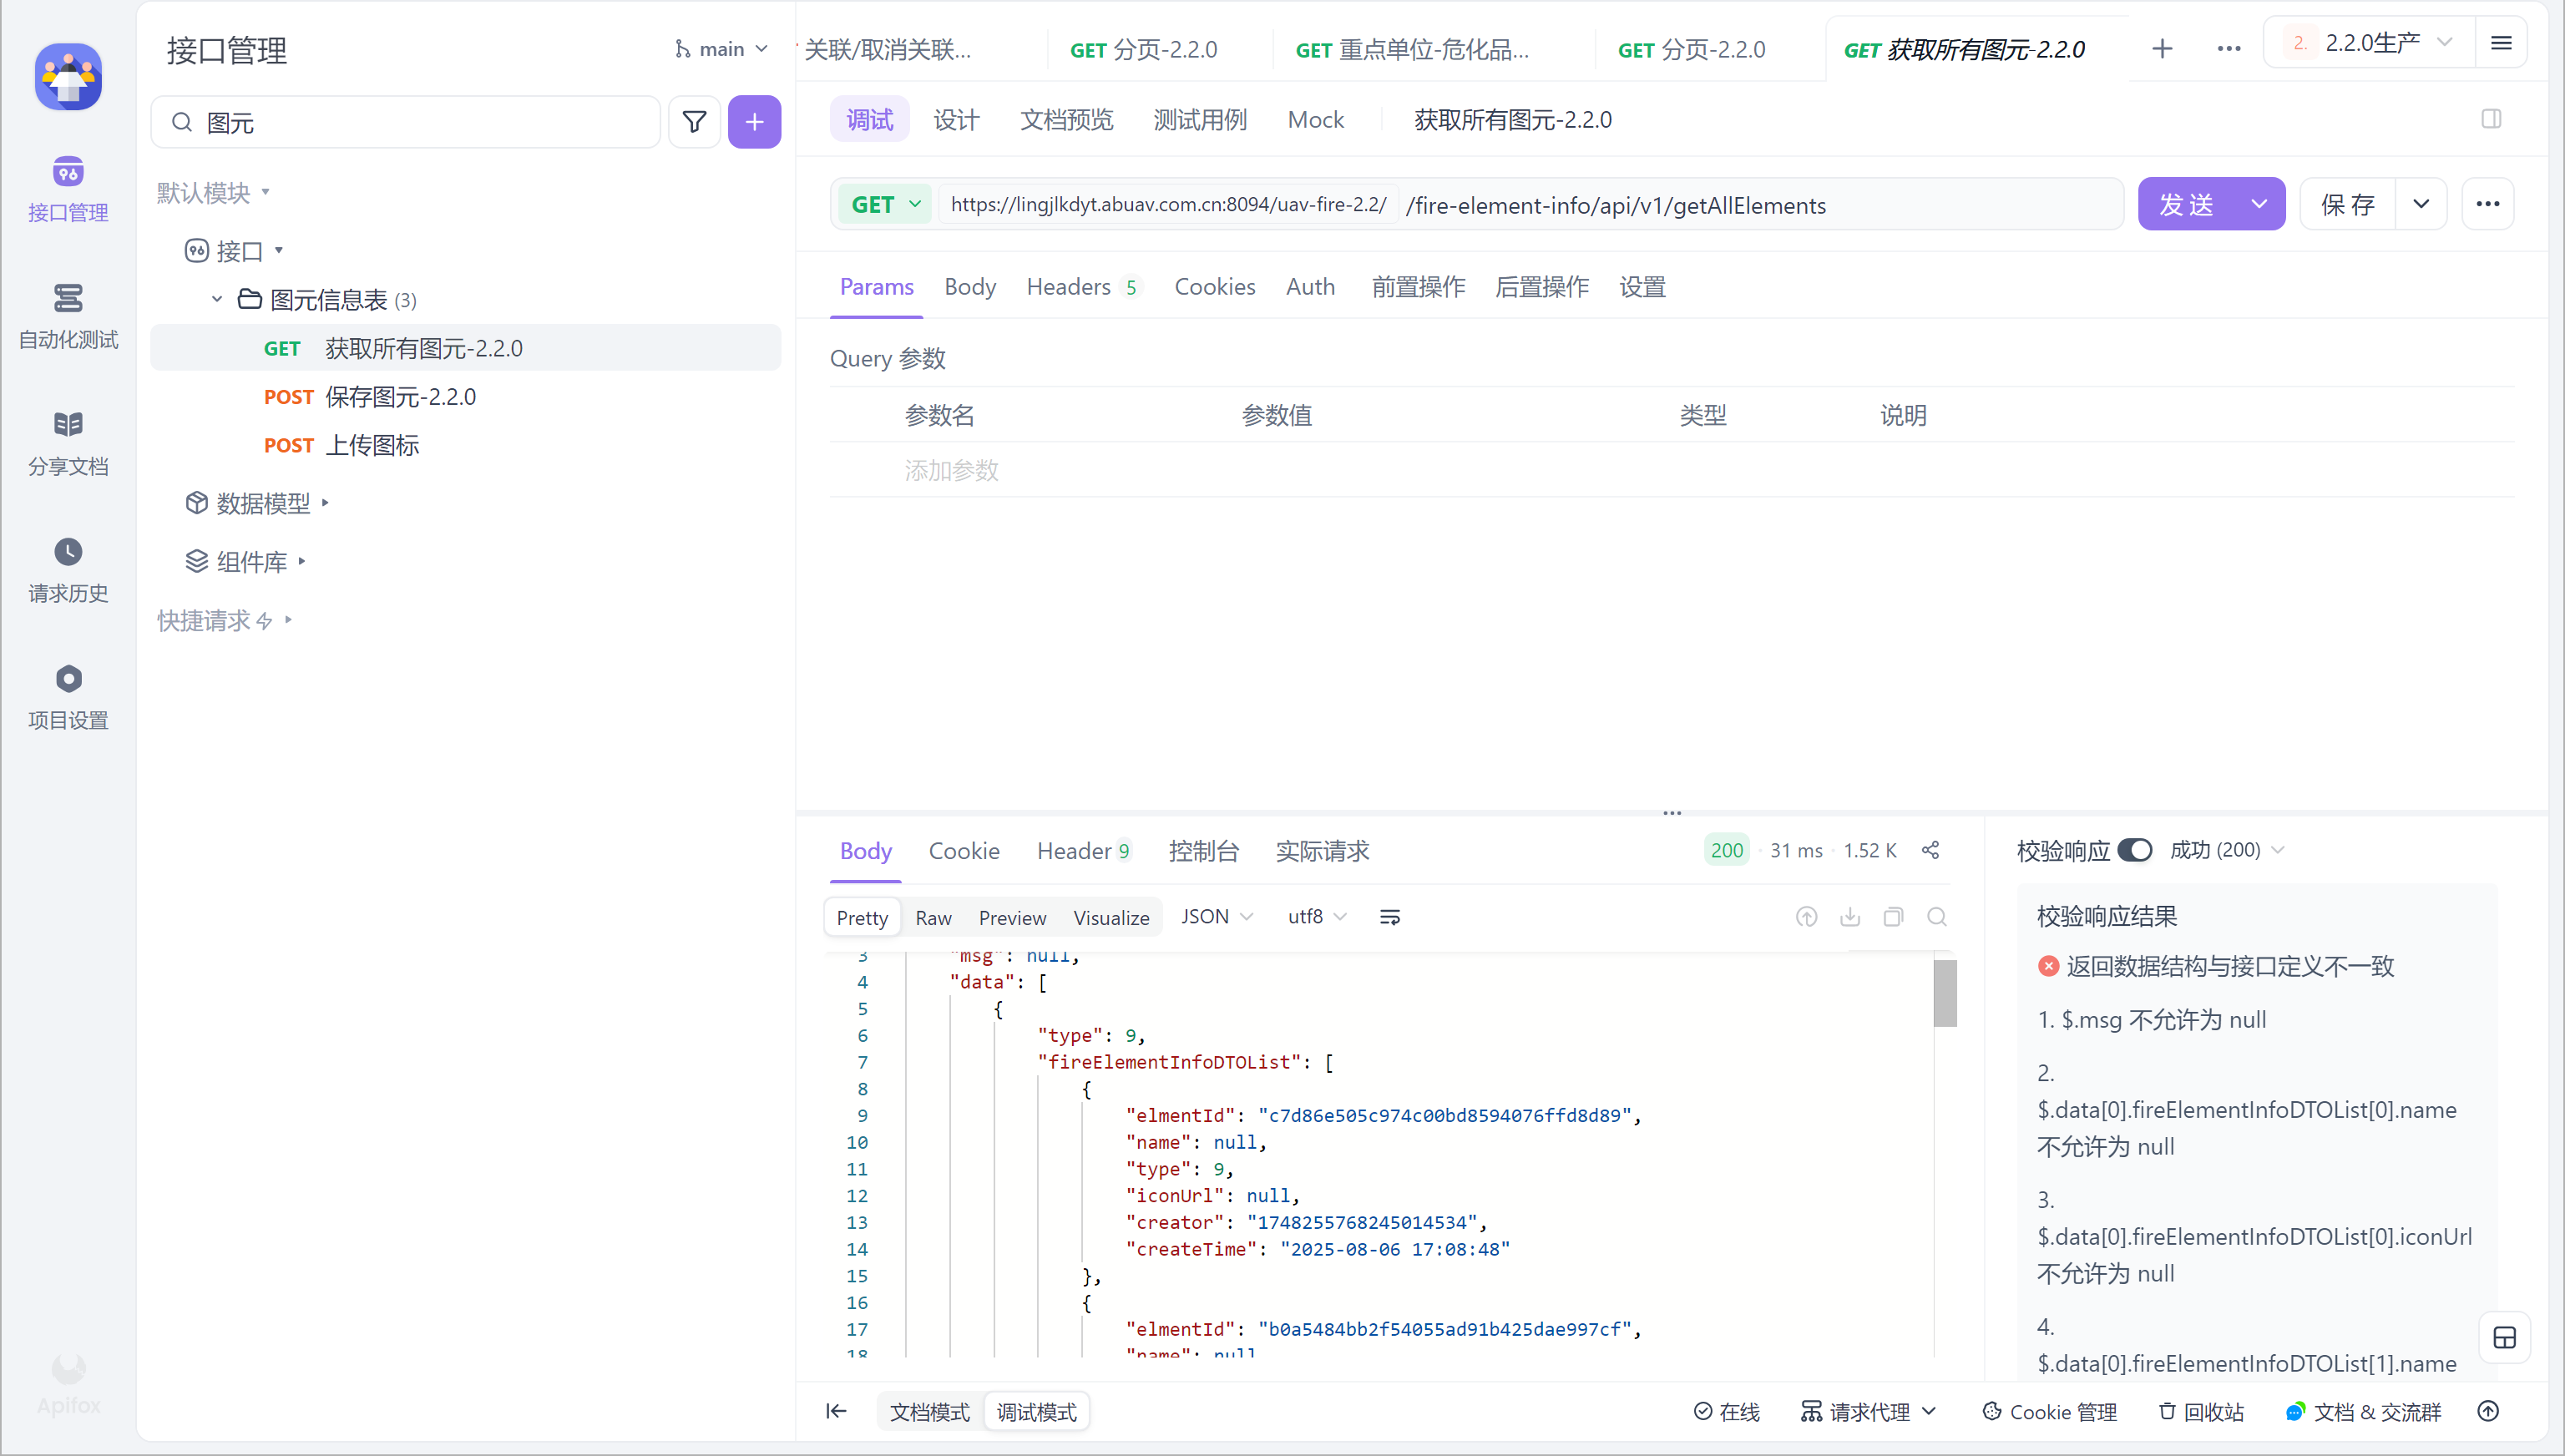 接口管理
自动化测试
分享文档
请求历史
项目设置
Apifox
接口管理
main
图元
默认模块
接口
图元信息表 (3)
GET 获取所有图元-2.2.0
POST 保存图元-2.2.0
POST 上传图标
数据模型
组件库
快捷请求
关联/取消关联...
GET 分页-2.2.0
GET 重点单位-危化品...
GET 分页-2.2.0
GET 获取所有图元-2.2.0
2. 2.2.0生产
调试 设计 文档预览 测试用例 Mock 获取所有图元-2.2.0
GET https://lingjlkdyt.abuav.com.cn:8094/uav-fire-2.2/ /fire-element-info/api/v1/getAllElements
发 送
保 存
Params Body Headers 5 Cookies Auth 前置操作 后置操作 设置
Query 参数
参数名 参数值 类型 说明
添加参数
Body Cookie Header 9 控制台 实际请求
200 · 31 ms · 1.52 K
Pretty Raw Preview Visualize JSON utf8
3 "msg": null,
4 "data": [
5 {
6 "type": 9,
7 "fireElementInfoDTOList": [
8 {
9 "elmentId": "c7d86e505c974c00bd8594076ffd8d89",
10 "name": null,
11 "type": 9,
12 "iconUrl": null,
13 "creator": "1748255768245014534",
14 "createTime": "2025-08-06 17:08:48"
15 },
16 {
17 "elmentId": "b0a5484bb2f54055ad91b425dae997cf",
18 "name": null
校验响应 成功 (200)
校验响应结果
返回数据结构与接口定义不一致
1. $.msg 不允许为 null
2.
$.data[0].fireElementInfoDTOList[0].name
不允许为 null
3.
$.data[0].fireElementInfoDTOList[0].iconUrl
不允许为 null
4.
$.data[0].fireElementInfoDTOList[1].name
文档模式 调试模式
在线 请求代理 Cookie 管理 回收站 文档 & 交流群